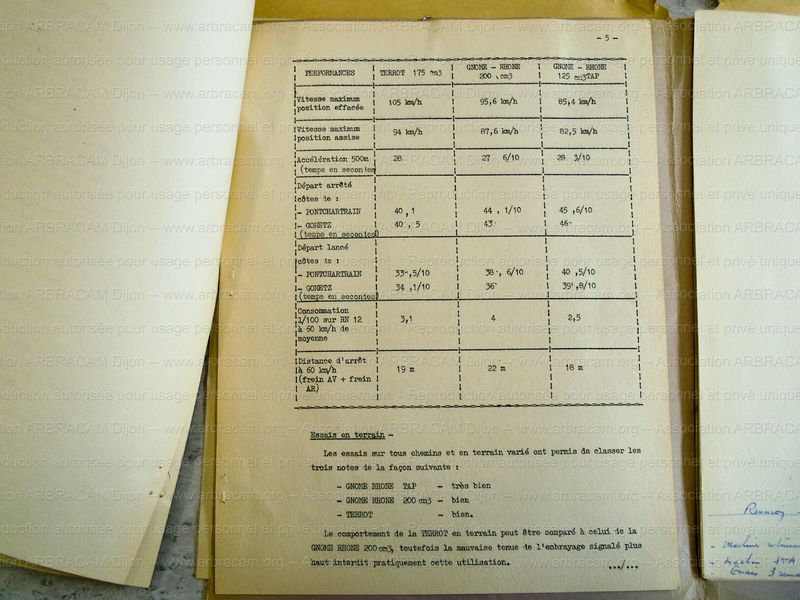 - 5 -
PERFORMANCES TERROT 175 cm3 GNOME - RHONE 200 cm3 GNOME - RHONE 125 cm3TAP
Vitesse maximum position effacée 105 km/h 95,6 km/h 85,4 km/h
Vitesse maximum position assise 94 km/h 87,6 km/h 82,5 km/h
Accélération 500m (temps en secondes 28 27 6/10 28 3/10
Départ arrêté
côtes de :
- PONTCHARTRAIN 40 , 1 44 , 1/10 45 ,6/10
- GOMETZ 40 , 5 43 46
(temps en secondes)
Départ lancé
côtes de :
- PONTCHARTRAIN 33 ,5/10 38 , 6/10 40 ,5/10
- GOMETZ 34 ,1/10 36 39 ,8/10
(temps en secondes)
Consommation
l/100 sur RN 12 3,1 4 2,5
à 60 km/h de
moyenne
Distance d'arrêt
à 60 km/h 19 m 22 m 18 m
(frein AV + frein
AR)
Essais en terrain -
Les essais sur tous chemins et en terrain varié ont permis de classer les
trois notes de la façon suivante :
- GNOME RHONE TAP - très bien
- GNOME RHONE 200 cm3 - bien
- TERROT - bien.
Le comportement de la TERROT en terrain peut être comparé à celui de la
GNOME RHONE 200 cm3, toutefois la mauvaise tenue de l'embrayage signalé plus
haut interdit pratiquement cette utilisation.
.../...
- Machine